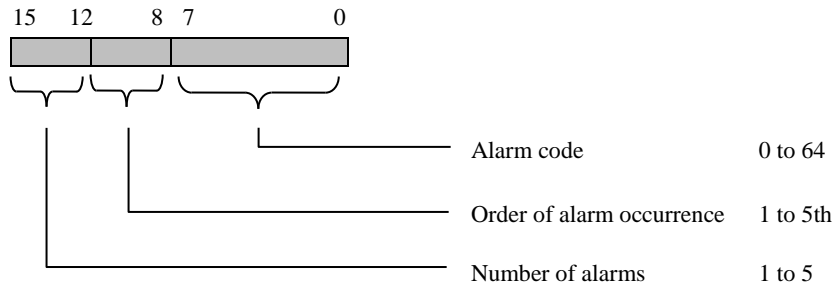 15 12 8 7 0
Alarm code 0 to 64
Order of alarm occurrence 1 to 5th
Number of alarms 1 to 5